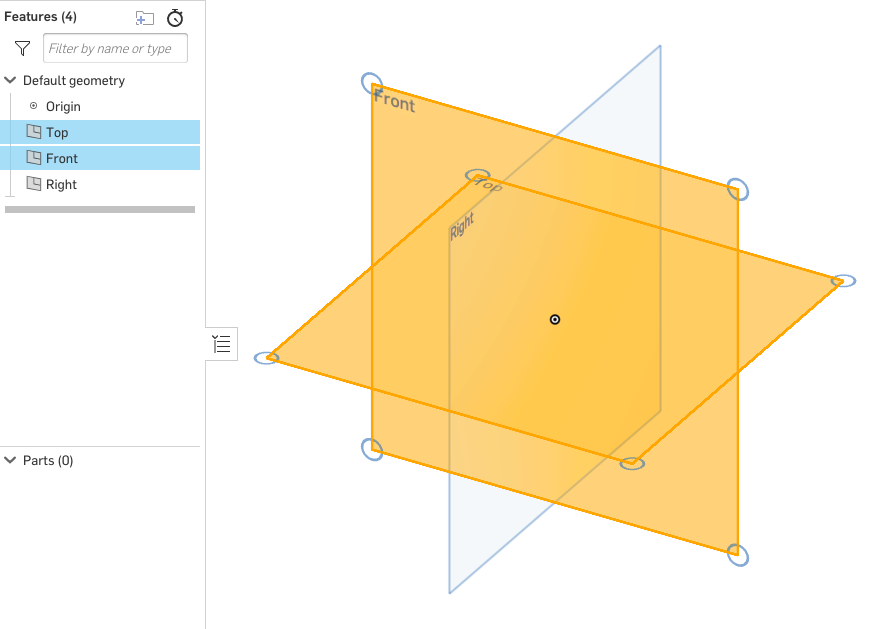 Features (4)
Filter by name or type
Default geometry
Origin
Top
Front
Right
Parts (0)
Front
Top
Right